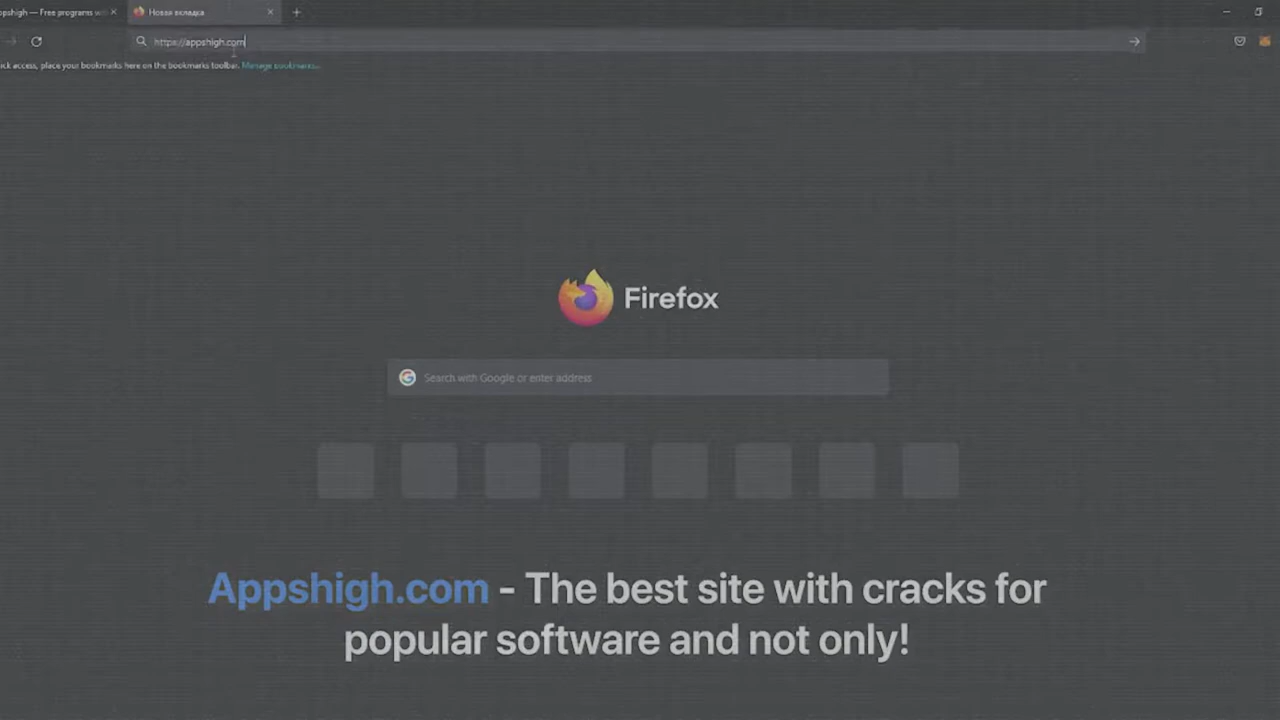 pshigh — Free programs
Новая вкладка
https://appshigh.com
ick access, place your bookmarks here on the bookmarks toolbar. Manage bookmarks...
Firefox
Search with Google or enter address
Appshigh.com - The best site with cracks for
popular software and not only!